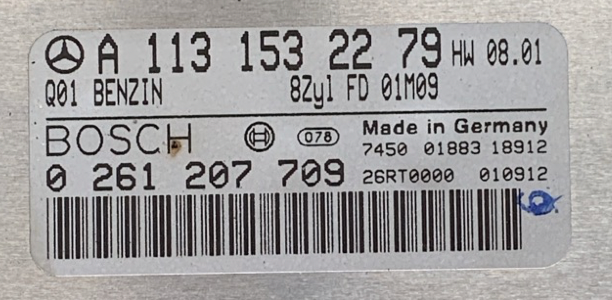 A 113 153 22 79 HW 08.01
Q01 BENZIN 8Zyl FD 01M09
BOSCH 078 Made in Germany
7450 01883 18912
0 261 207 709 26RT0000 010912